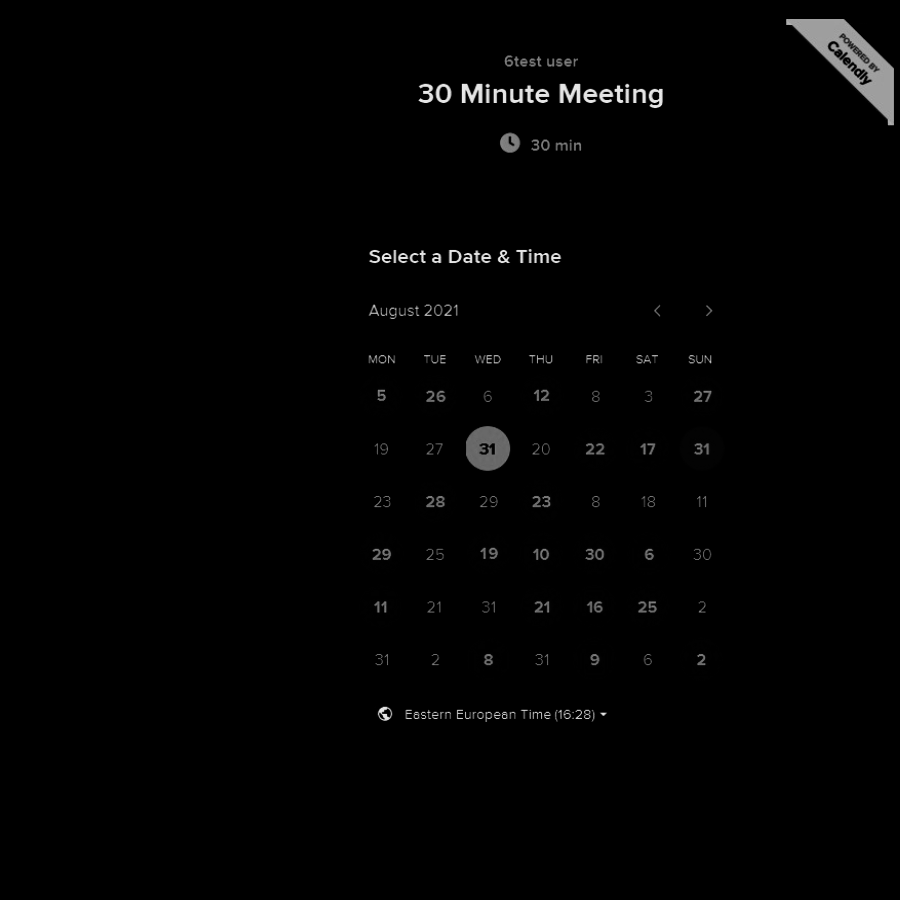 POWERED BY
Calendly
6test user
30 Minute Meeting
30 min
Select a Date & Time
August 2021
MON TUE WED THU FRI SAT SUN
5 26 6 12 8 3 27
19 27 31 20 22 17 31
23 28 29 23 8 18 11
29 25 19 10 30 6 30
11 21 31 21 16 25 2
31 2 8 31 9 6 2
Eastern European Time (16:28)